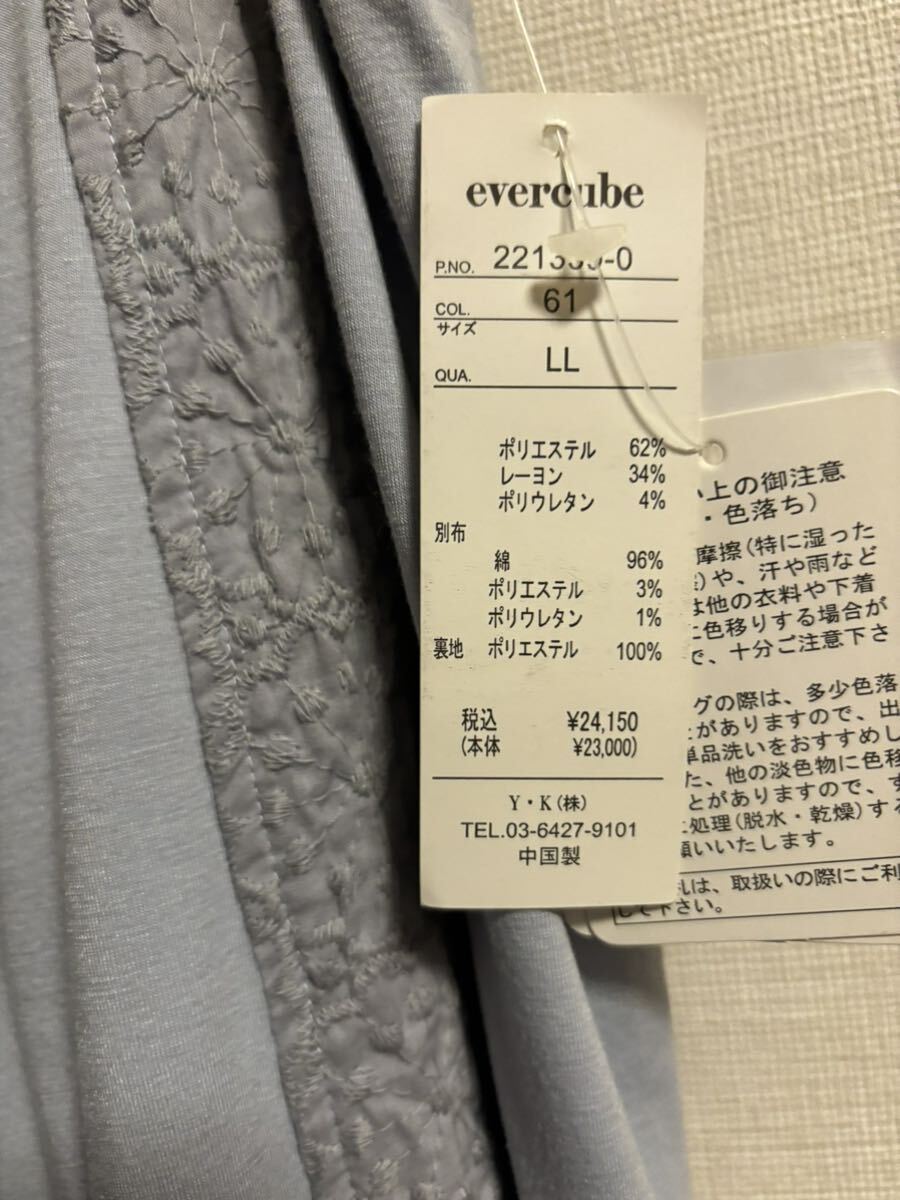 evercube
P.NO.
COL. 61
サイズ
QUA. LL
ポリエステル 62%
レーヨン 34%
ポリウレタン 4%
別布
綿 96%
ポリエステル 3%
ポリウレタン 1%
裏地 ポリエステル 100%
税込 ¥24,150
(本体 ¥23,000)
Y・K(株)
TEL.03-6427-9101
中国製
い上の御注意
・色落ち)
摩擦(特に湿った
)や、汗や雨など
は他の衣料や下着
に色移りする場合が
で、十分ご注意下さ
グの際は、多少色落
がありますので、出
単品洗いをおすすめし
た、他の淡色物に色移
とがありますので、す
に処理(脱水・乾燥)する
願いいたします。
札は、取扱いの際にご利
して下さい。